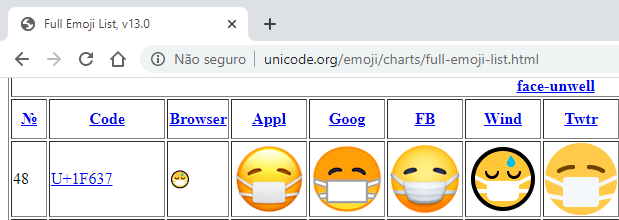 Full Emoji List, v13.0
Não seguro | unicode.org/emoji/charts/full-emoji-list.html
face-unwell
№ Code Browser Appl Goog FB Wind Twtr
48 U+1F637